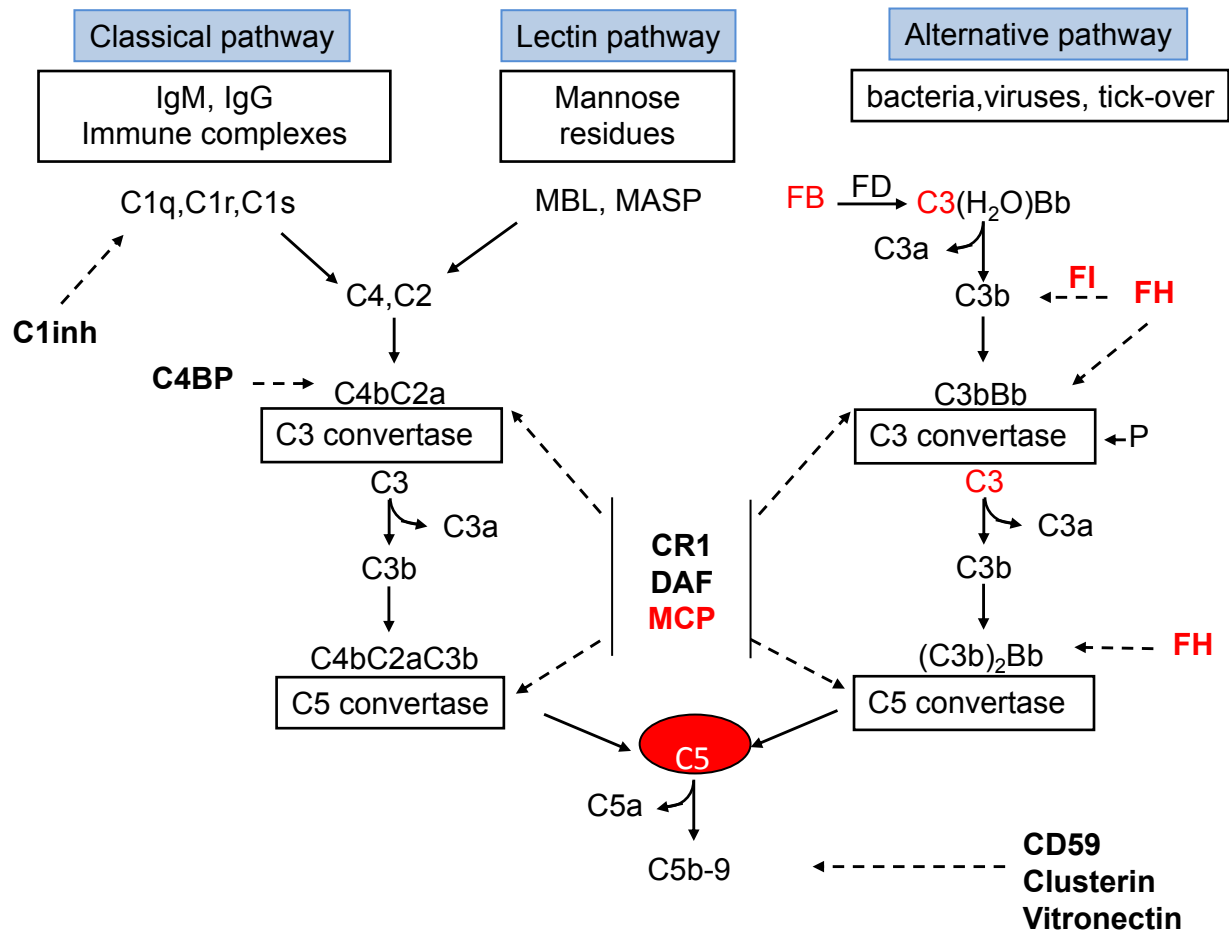 Classical pathway
Lectin pathway
Alternative pathway
IgM, IgG
Immune complexes
Mannose
residues
bacteria,viruses, tick-over
C1q,C1r,C1s
MBL, MASP
FB
FD
C3(H₂O)Bb
C3a
C4,C2
C3b
FI
FH
C1inh
C4BP
C4bC2a
C3 convertase
C3bBb
C3 convertase
P
C3
C3a
C3b
CR1
DAF
MCP
C3
C3a
C3b
C4bC2aC3b
C5 convertase
(C3b)₂Bb
FH
C5 convertase
C5
C5a
C5b-9
CD59
Clusterin
Vitronectin